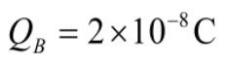 Q_B = 2×10⁻⁸ C